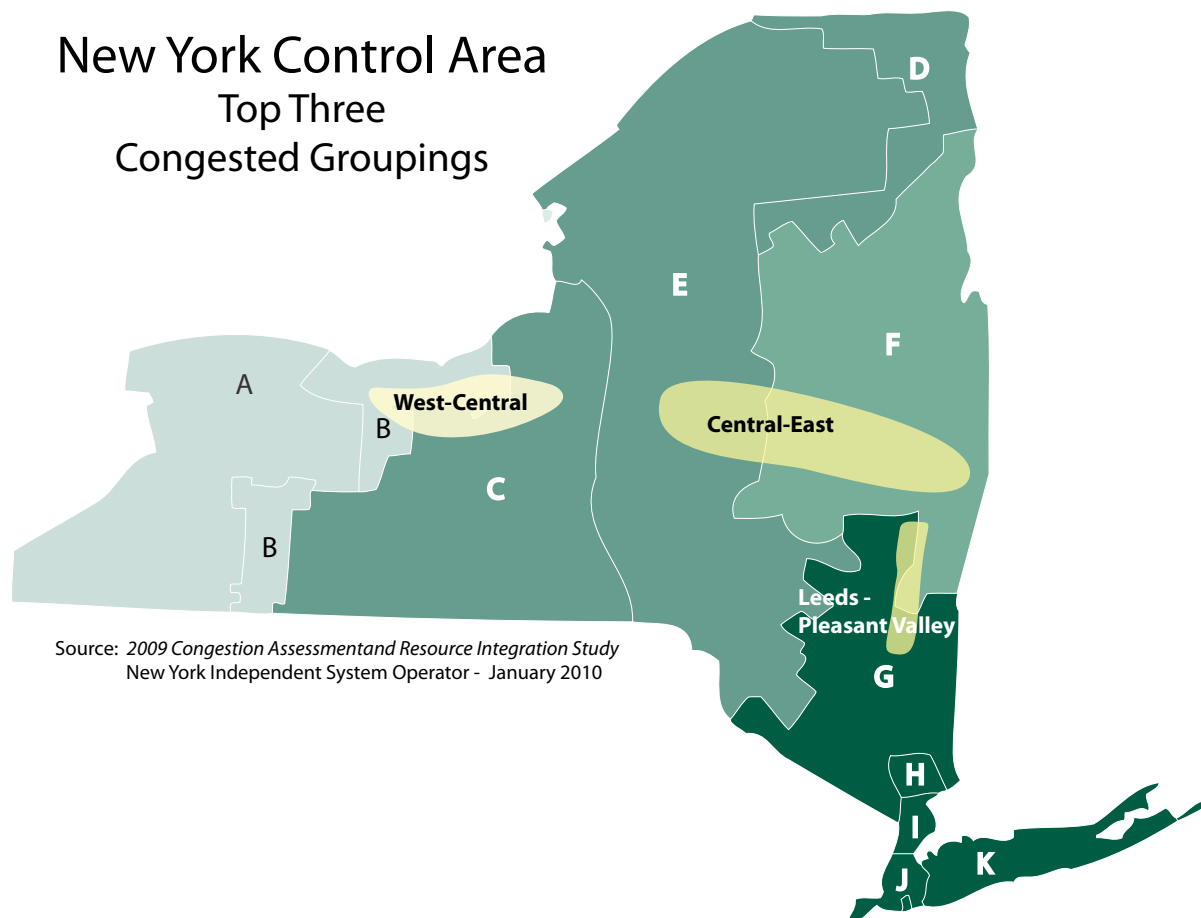 New York Control Area
Top Three
Congested Groupings
D
E
F
A
B
West-Central
Central-East
C
B
Leeds -
Pleasant Valley
Source: 2009 Congestion Assessmentand Resource Integration Study
New York Independent System Operator - January 2010
G
H
I
J
K